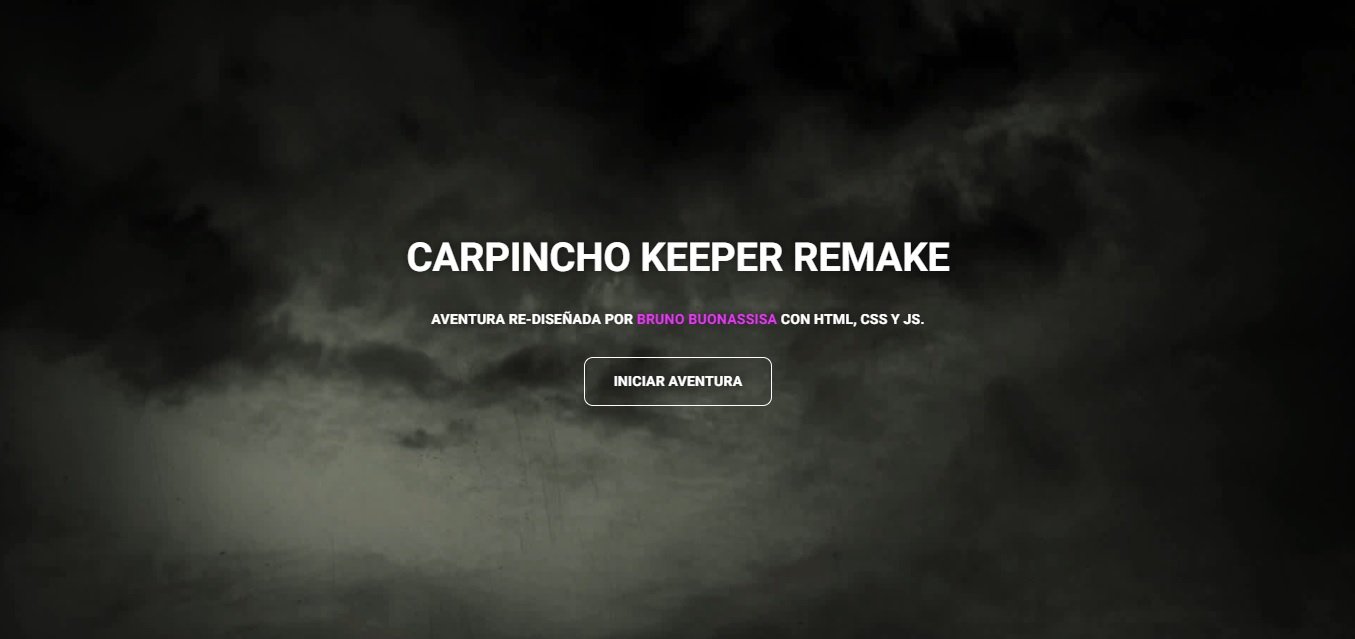 CARPINCHO KEEPER REMAKE
AVENTURA RE-DISEÑADA POR BRUNO BUONASSISA CON HTML, CSS Y JS.
INICIAR AVENTURA